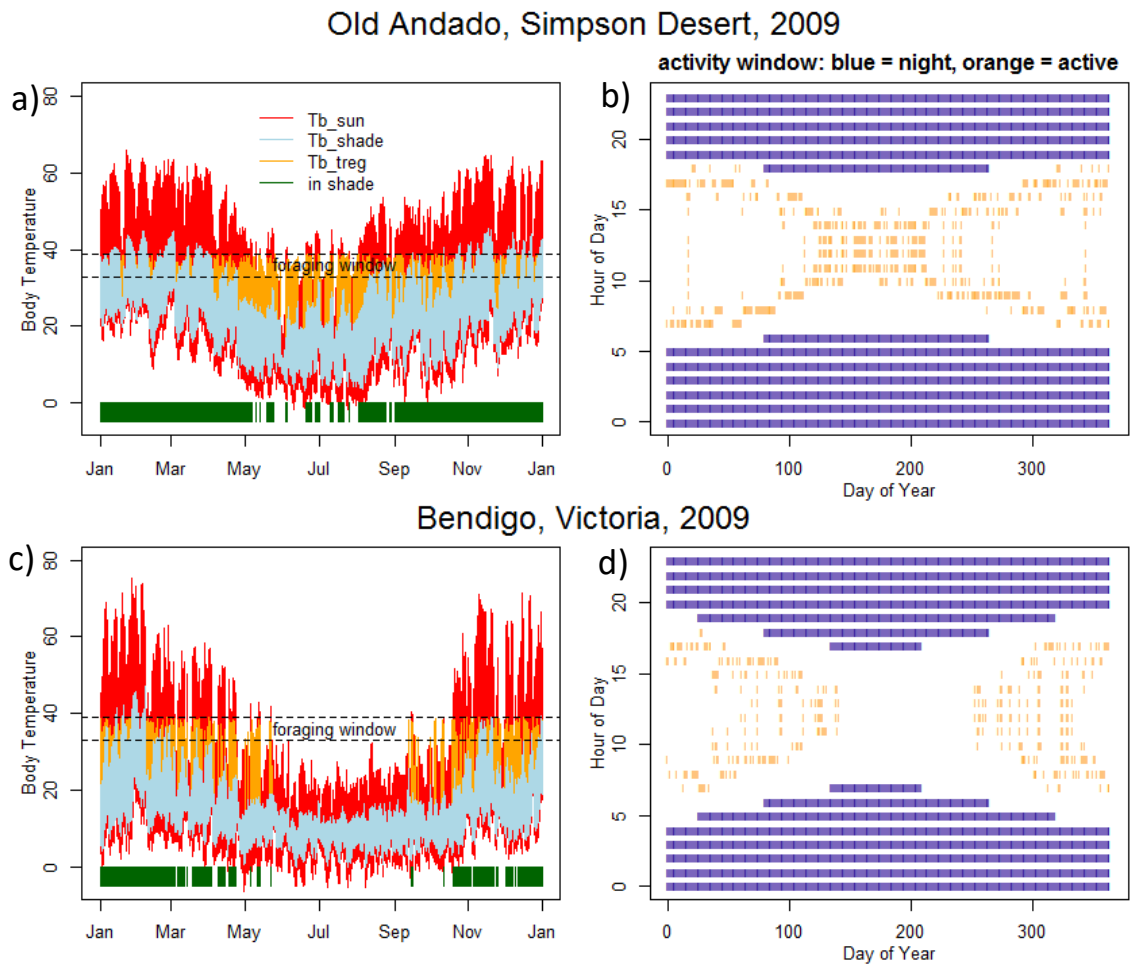 Old Andado, Simpson Desert, 2009
a)
Body Temperature
0 20 40 60 80
Tb_sun
Tb_shade
Tb_treg
in shade
foraging window
Jan Mar May Jul Sep Nov Jan
activity window: blue = night, orange = active
b)
Hour of Day
0 5 10 15 20
0 100 200 300
Day of Year
Bendigo, Victoria, 2009
c)
Body Temperature
0 20 40 60 80
foraging window
Jan Mar May Jul Sep Nov Jan
d)
Hour of Day
0 5 10 15 20
0 100 200 300
Day of Year